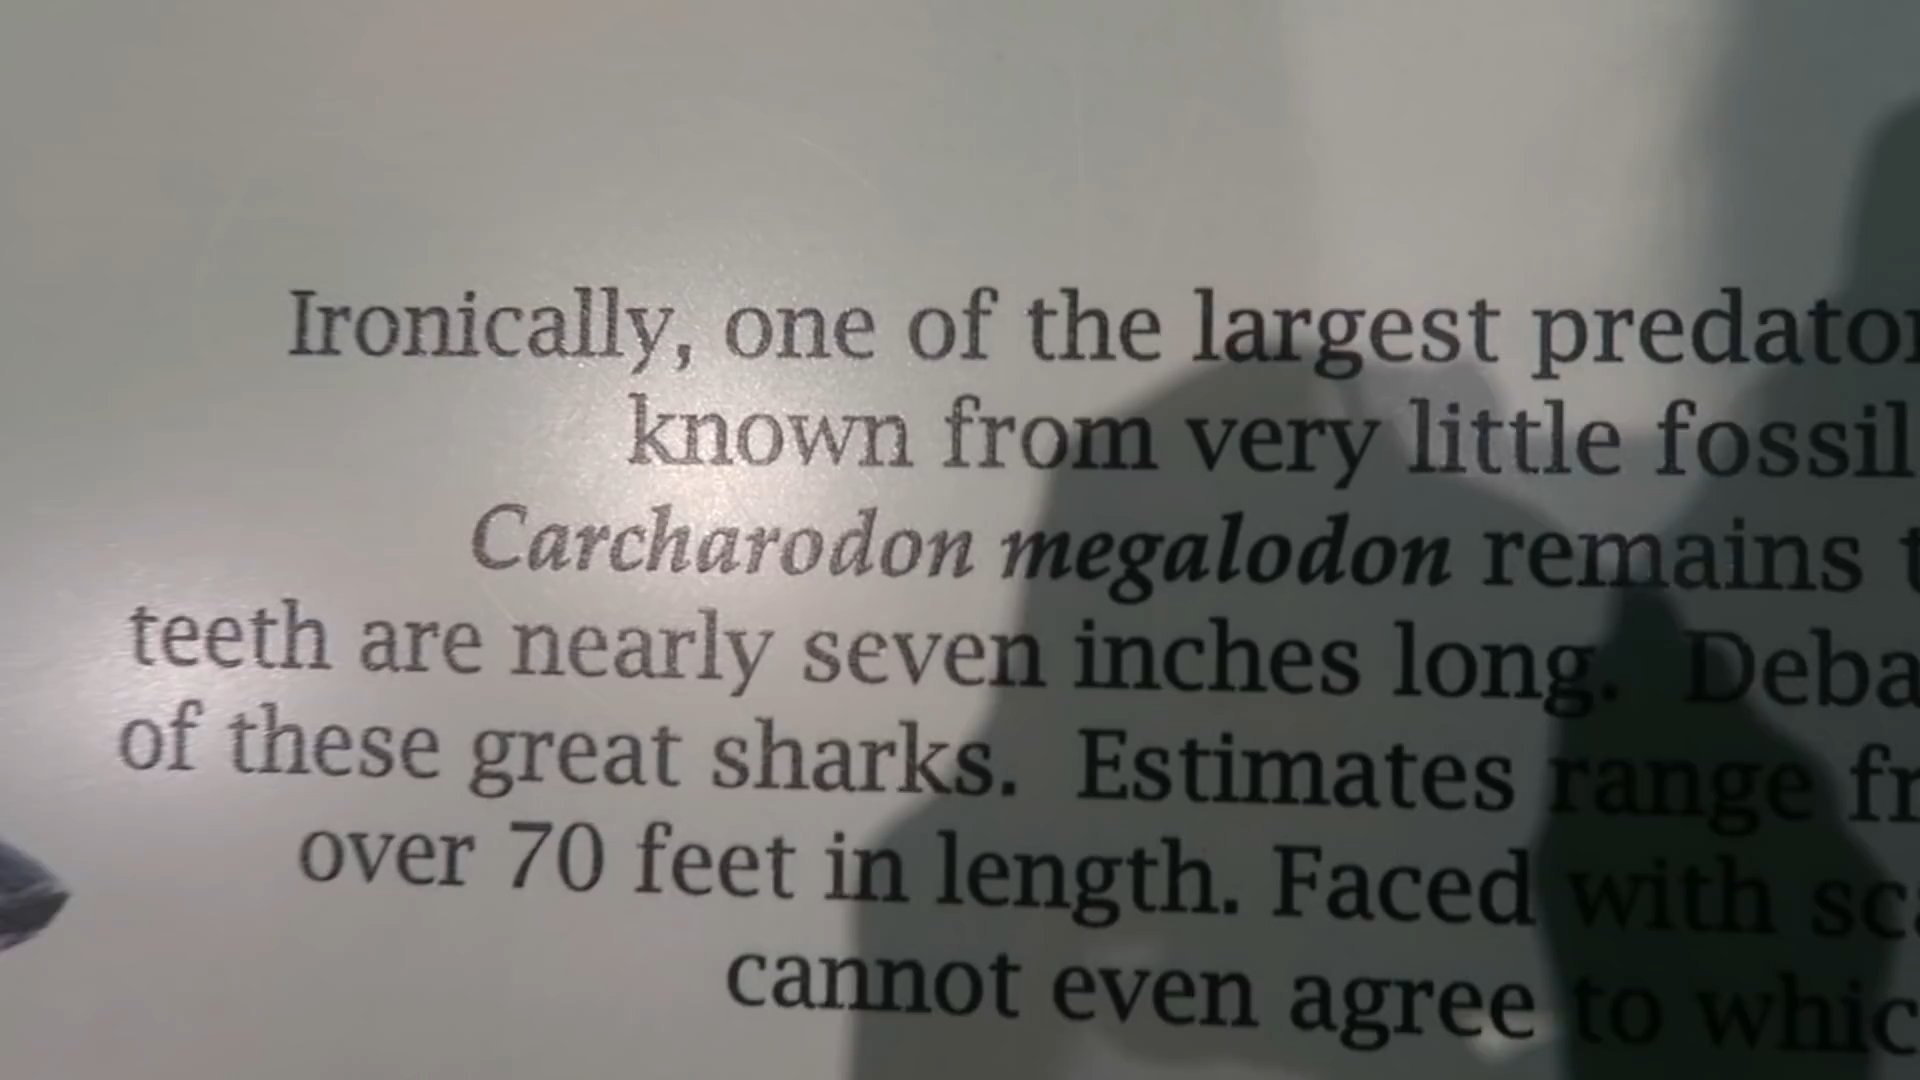 Ironically, one of the largest predator
known from very little fossil
Carcharodon megalodon remains t
teeth are nearly seven inches long. Deba
of these great sharks. Estimates range fr
over 70 feet in length. Faced with sca
cannot even agree to whic